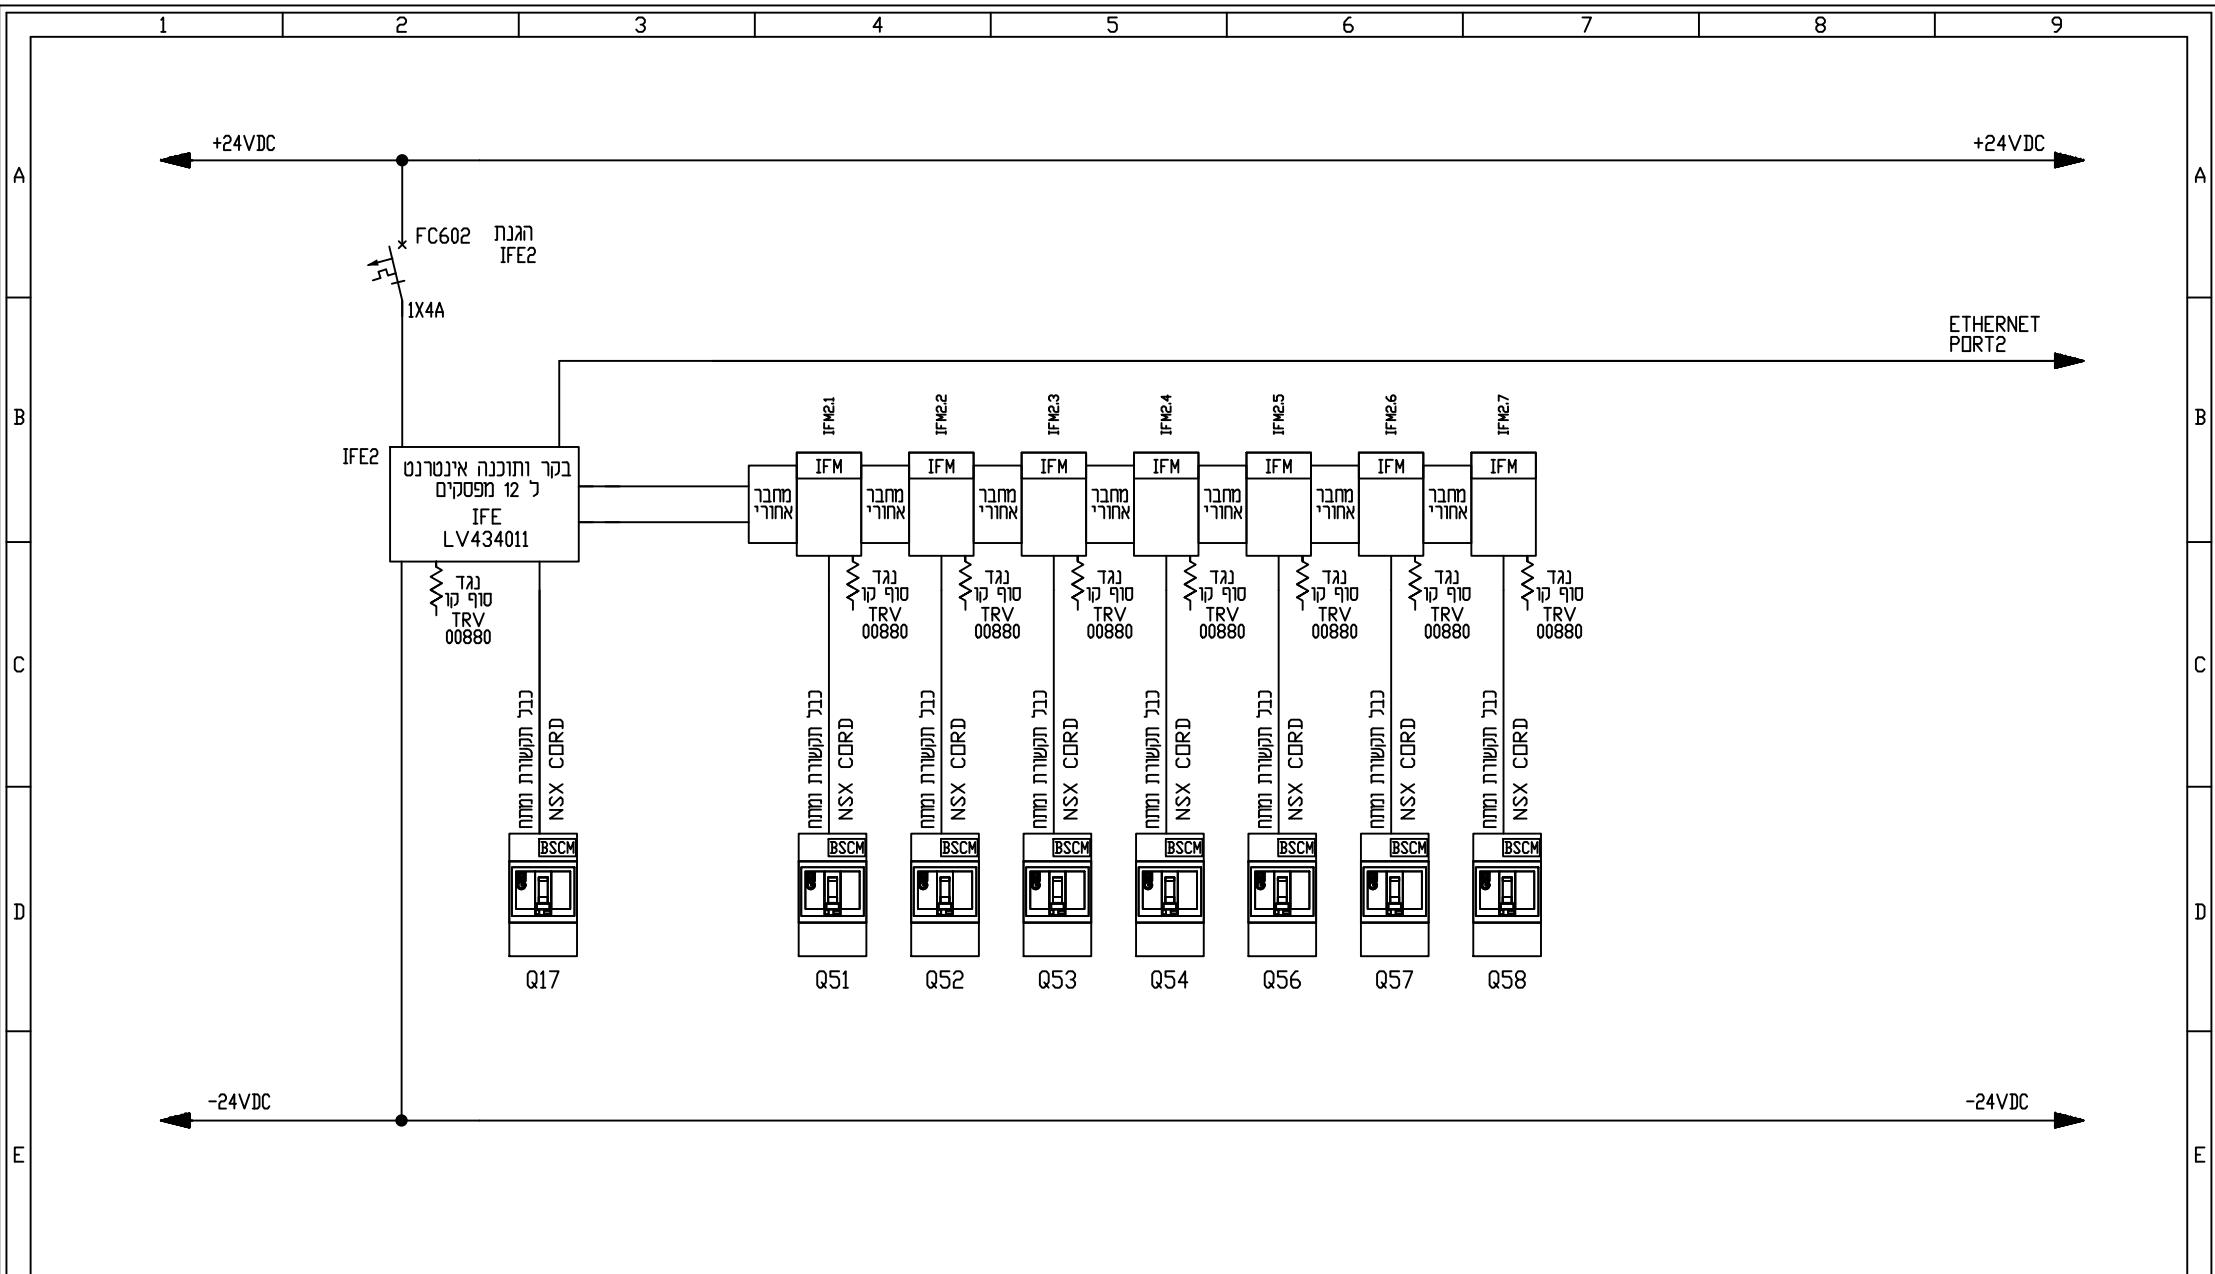 1 2 3 4 5 6 7 8 9
A A
+24VDC +24VDC
FC602 הגנת
IFE2
1X4A
ETHERNET
PORT2
B B
IFM2.1 IFM2.2 IFM2.3 IFM2.4 IFM2.5 IFM2.6 IFM2.7
IFE2
בקר ותוכנה אינטרנט
ל 12 מפסקים
IFE
LV434011
IFM IFM IFM IFM IFM IFM IFM
מחבר מחבר מחבר מחבר מחבר מחבר מחבר
אחורי אחורי אחורי אחורי אחורי אחורי אחורי
נגד נגד נגד נגד נגד נגד נגד נגד
סוף קו סוף קו סוף קו סוף קו סוף קו סוף קו סוף קו סוף קו
TRV TRV TRV TRV TRV TRV TRV TRV
00880 00880 00880 00880 00880 00880 00880 00880
C C
כבל תקשורת ומתח
NSX CORD
כבל תקשורת ומתח
NSX CORD
כבל תקשורת ומתח
NSX CORD
כבל תקשורת ומתח
NSX CORD
כבל תקשורת ומתח
NSX CORD
כבל תקשורת ומתח
NSX CORD
כבל תקשורת ומתח
NSX CORD
כבל תקשורת ומתח
NSX CORD
BSCM BSCM BSCM BSCM BSCM BSCM BSCM BSCM
D D
Q17 Q51 Q52 Q53 Q54 Q56 Q57 Q58
-24VDC -24VDC
E E